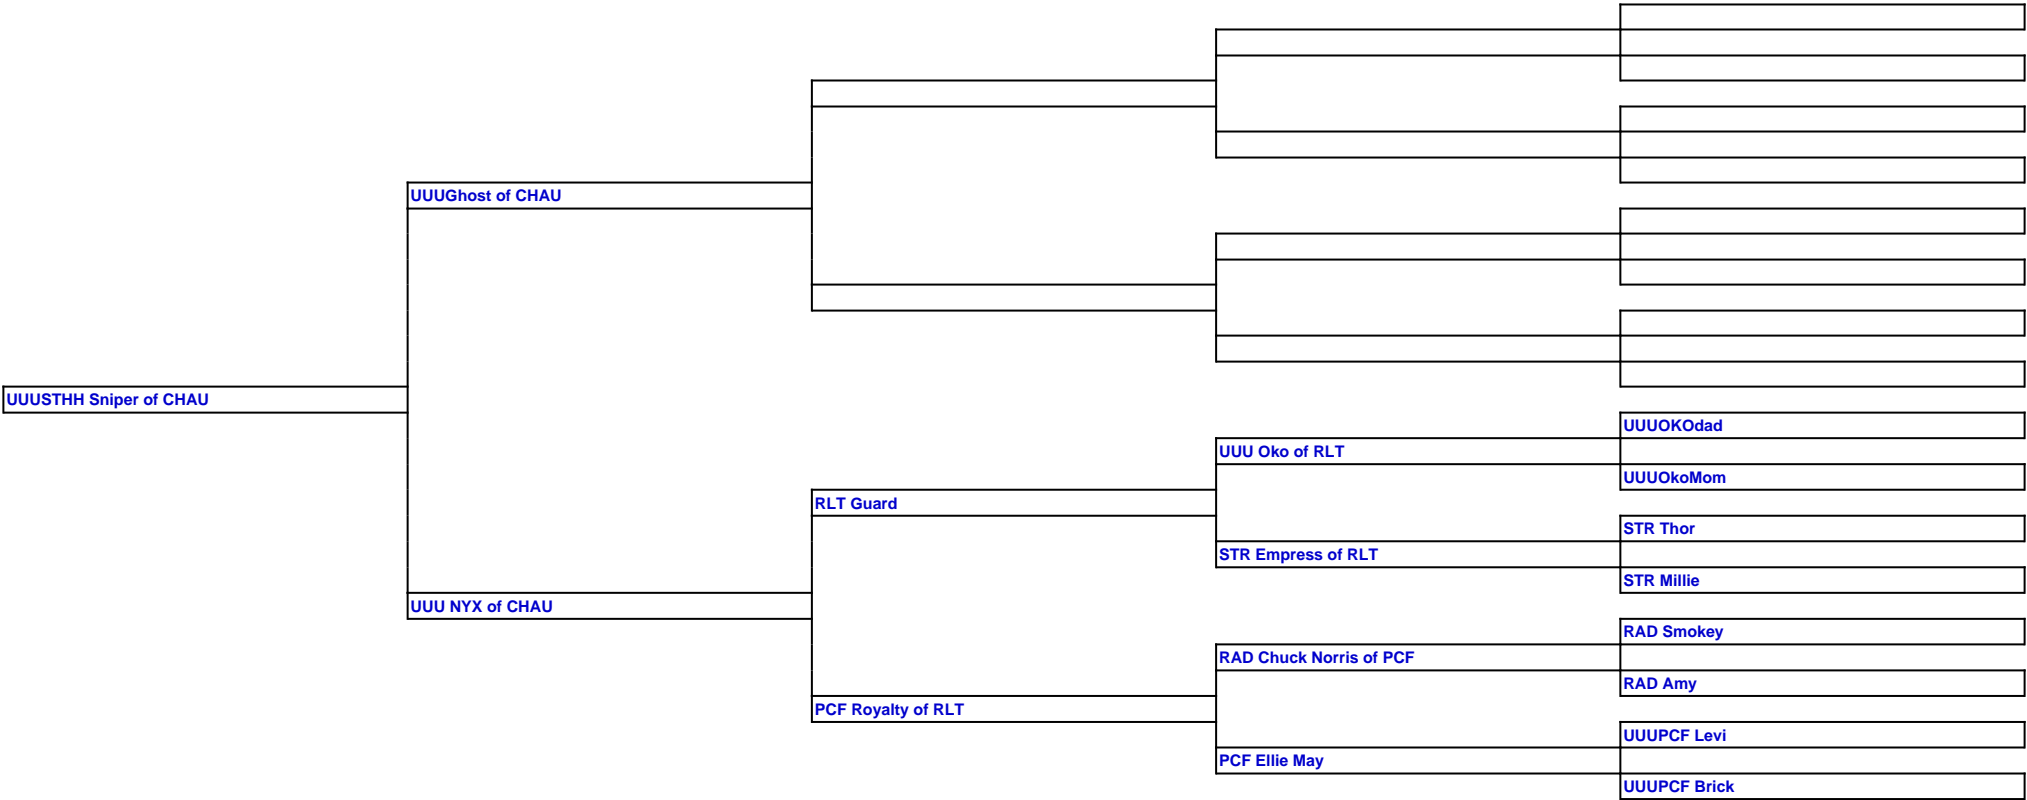 UUUGhost of CHAU
UUUSTHH Sniper of CHAU
UUUOKOdad
UUU Oko of RLT
UUUOkoMom
RLT Guard
STR Thor
STR Empress of RLT
STR Millie
UUU NYX of CHAU
RAD Smokey
RAD Chuck Norris of PCF
RAD Amy
PCF Royalty of RLT
UUUPCF Levi
PCF Ellie May
UUUPCF Brick